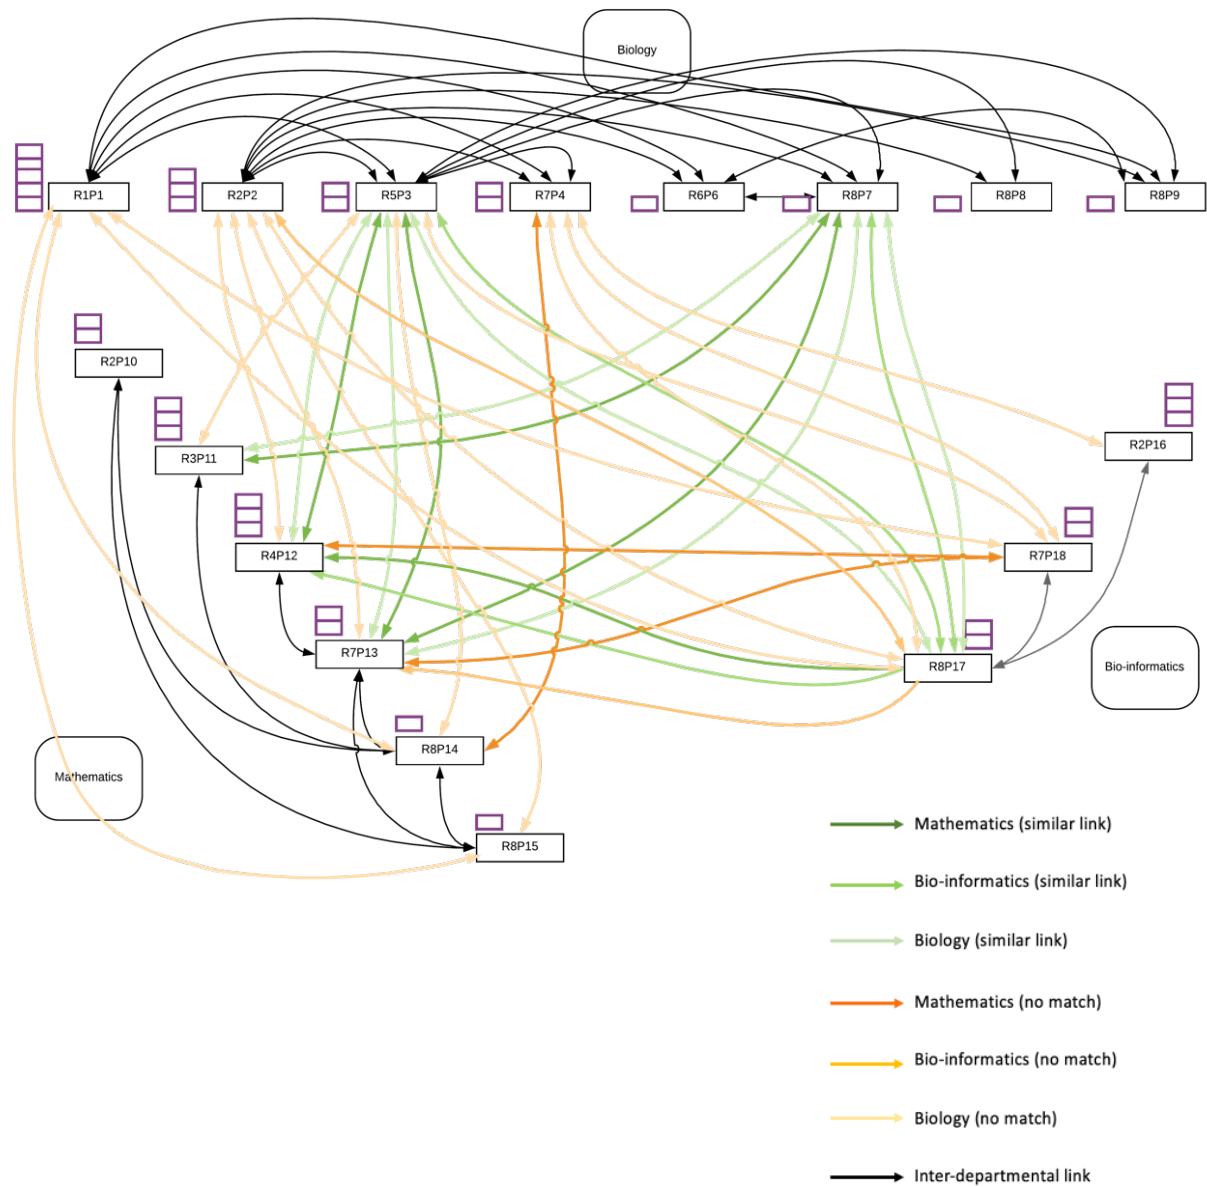 Biology
R1P1
R2P2
R5P3
R7P4
R6P6
R8P7
R8P8
R8P9
R2P10
R3P11
R2P16
R4P12
R7P18
R7P13
R8P17
Bio-informatics
R8P14
Mathematics
R8P15
Mathematics (similar link)
Bio-informatics (similar link)
Biology (similar link)
Mathematics (no match)
Bio-informatics (no match)
Biology (no match)
Inter-departmental link